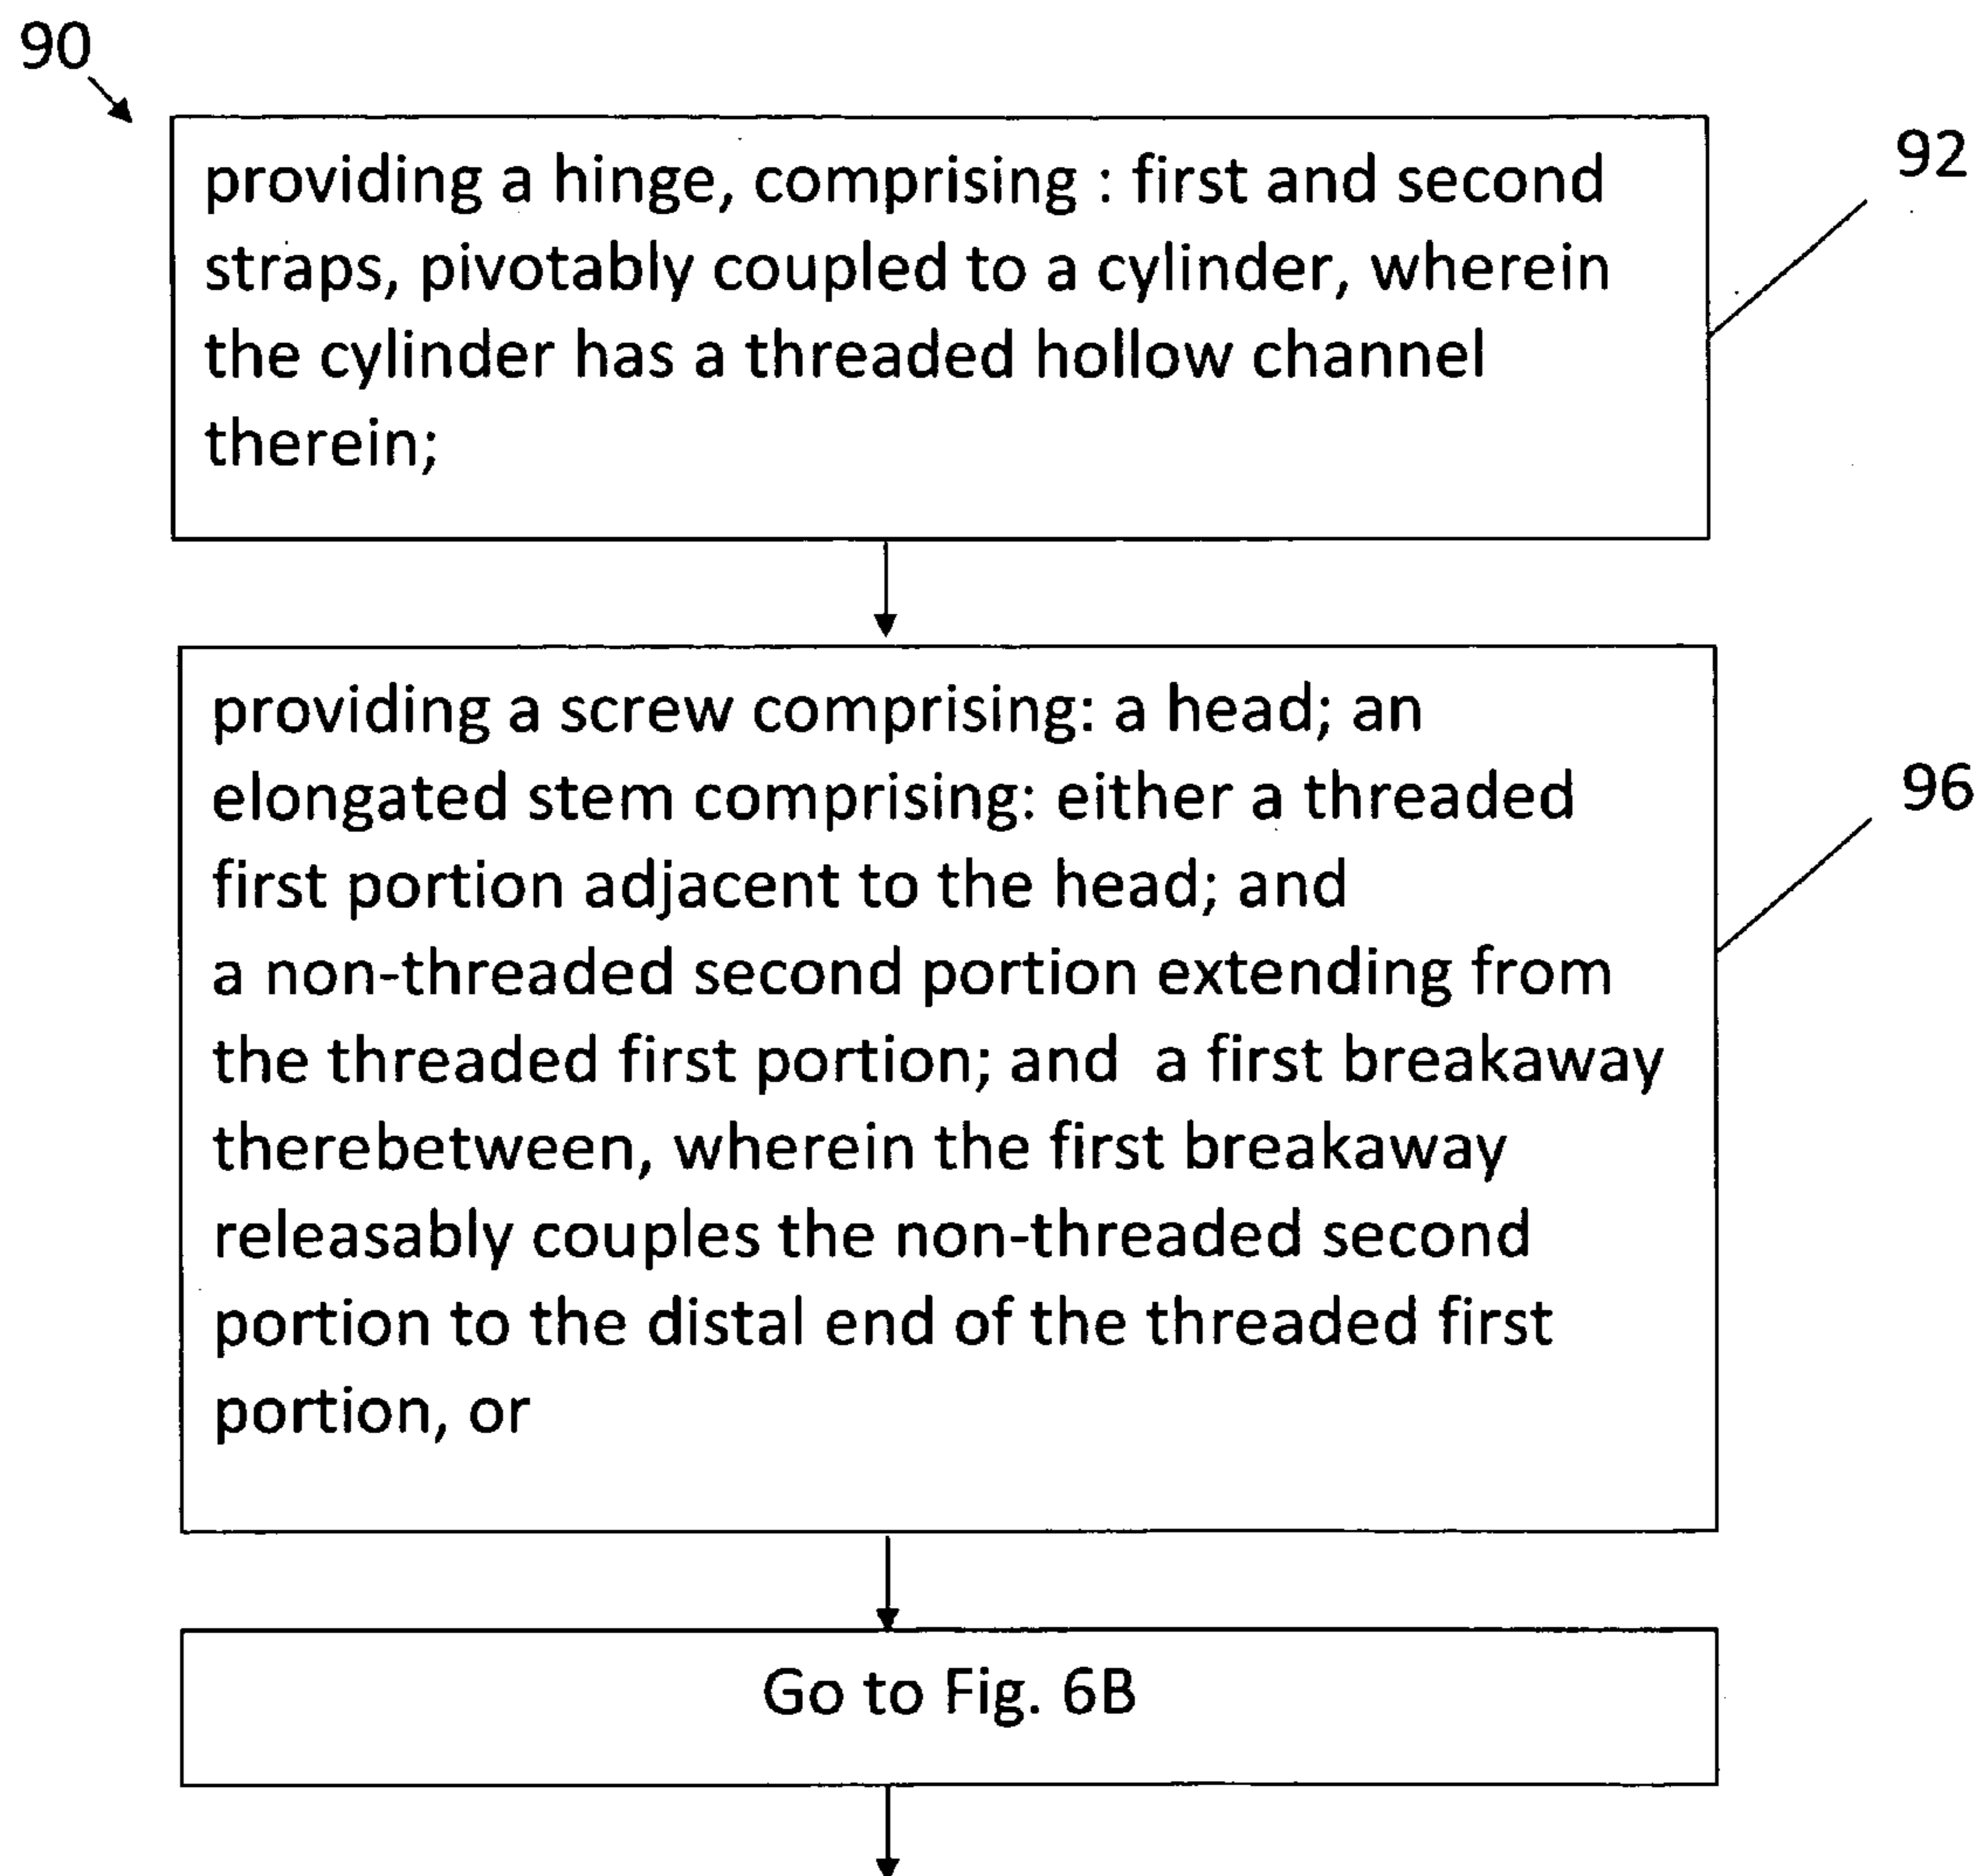 90
providing a hinge, comprising : first and second
straps, pivotably coupled to a cylinder, wherein
the cylinder has a threaded hollow channel
therein;
92
providing a screw comprising: a head; an
elongated stem comprising: either a threaded
first portion adjacent to the head; and
a non-threaded second portion extending from
the threaded first portion; and a first breakaway
therebetween, wherein the first breakaway
releasably couples the non-threaded second
portion to the distal end of the threaded first
portion, or
96
Go to Fig. 6B